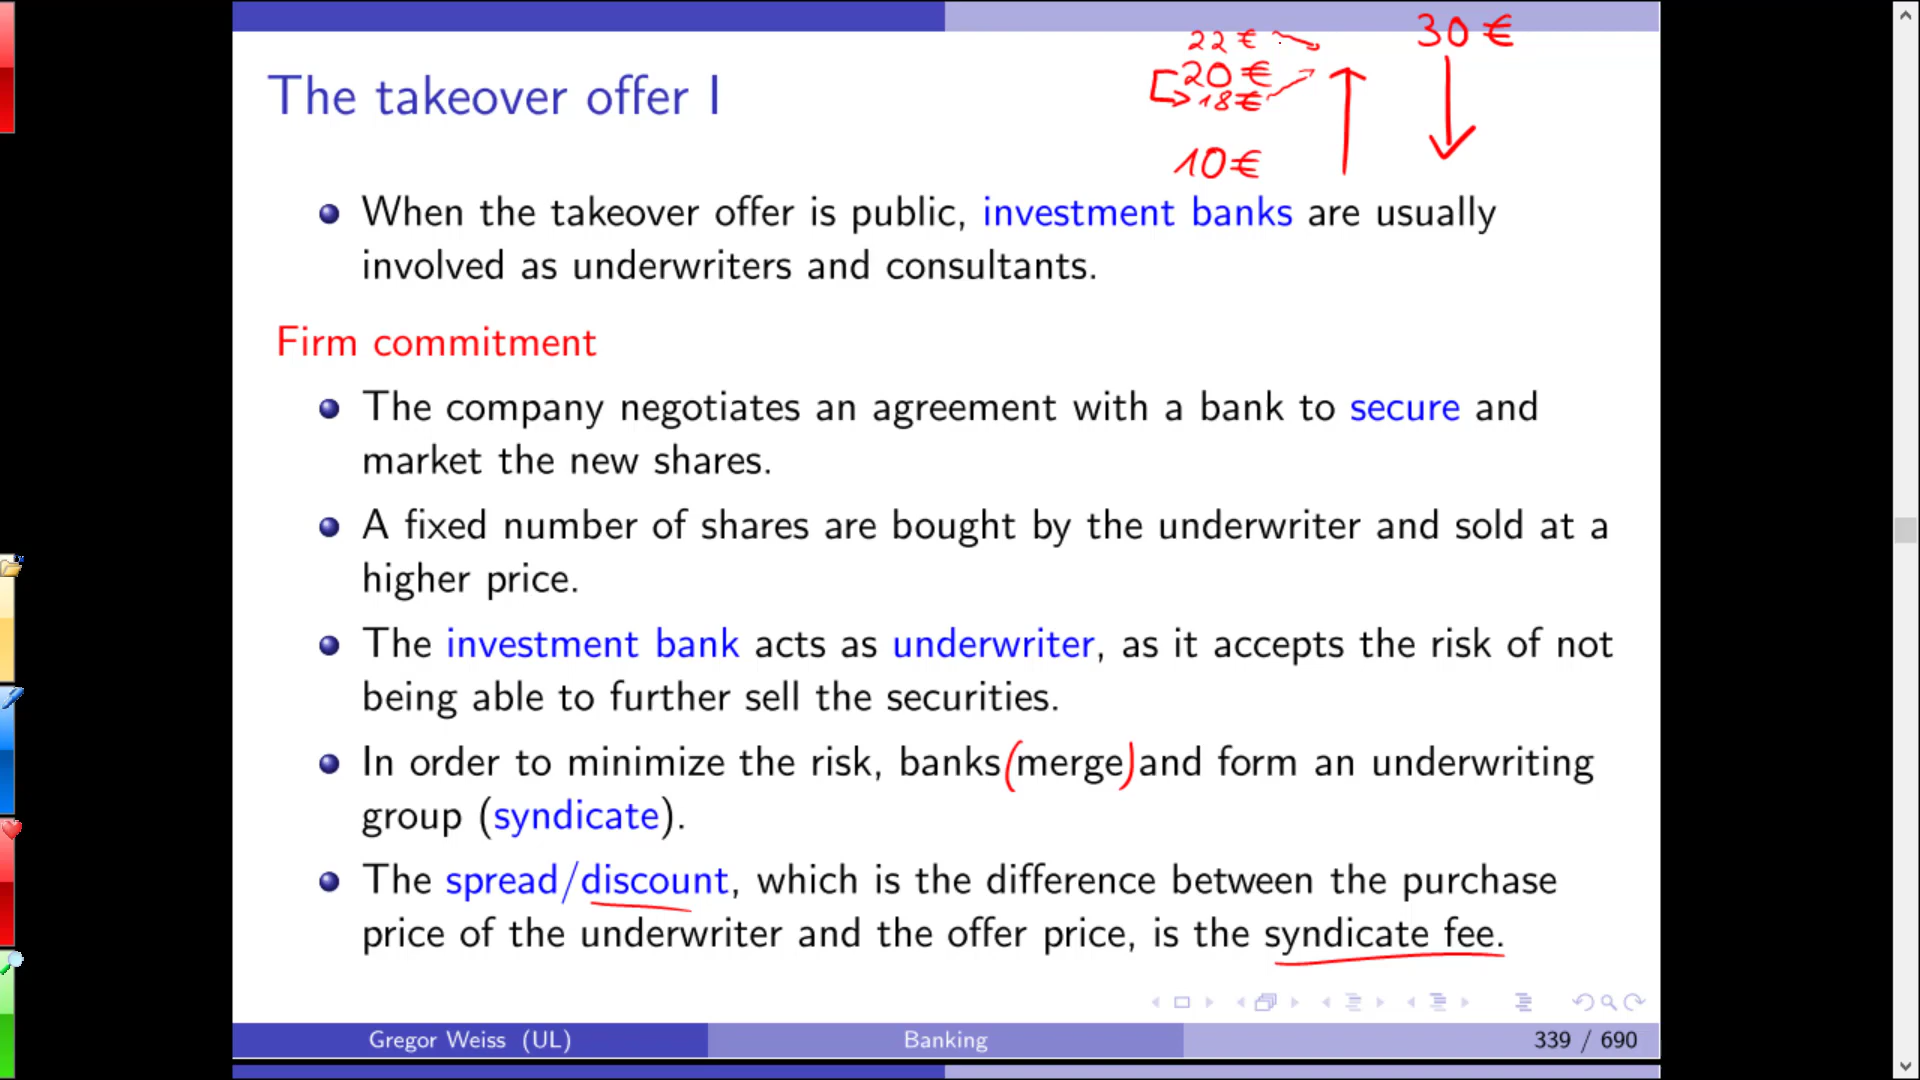 22 €
30 €
20 €
18 €
The takeover offer I
10 €
When the takeover offer is public, investment banks are usually
involved as underwriters and consultants.
Firm commitment
The company negotiates an agreement with a bank to secure and
market the new shares.
A fixed number of shares are bought by the underwriter and sold at a
higher price.
The investment bank acts as underwriter, as it accepts the risk of not
being able to further sell the securities.
In order to minimize the risk, banks (merge) and form an underwriting
group (syndicate).
The spread/discount, which is the difference between the purchase
price of the underwriter and the offer price, is the syndicate fee.
Gregor Weiss (UL) Banking 339 / 690